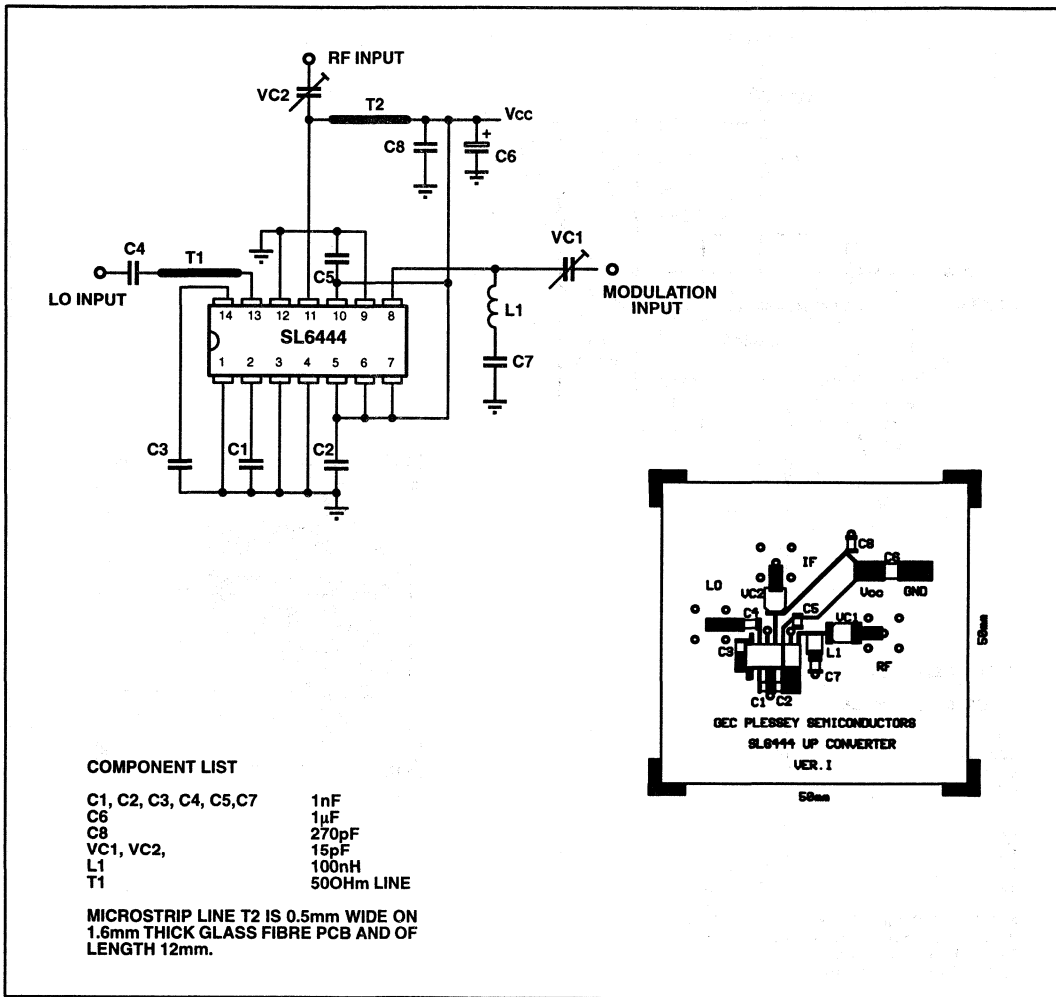 RF INPUT
VC2
T2
VCC
C8
+
C6
C4
T1
LO INPUT
C5
VC1
MODULATION
INPUT
L1
C7
14 13 12 11 10 9 8
SL6444
1 2 3 4 5 6 7
C3
C1
C2
C8
IF
C6
LO
VC2
Vcc
GND
C4
C5
VC1
C3
L1
RF
C7
C1 C2
50mm
GEC PLESSEY SEMICONDUCTORS
SL6444 UP CONVERTER
VER.I
50mm
COMPONENT LIST
C1, C2, C3, C4, C5,C7 1nF
C6 1µF
C8 270pF
VC1, VC2, 15pF
L1 100nH
T1 50OHm LINE
MICROSTRIP LINE T2 IS 0.5mm WIDE ON
1.6mm THICK GLASS FIBRE PCB AND OF
LENGTH 12mm.